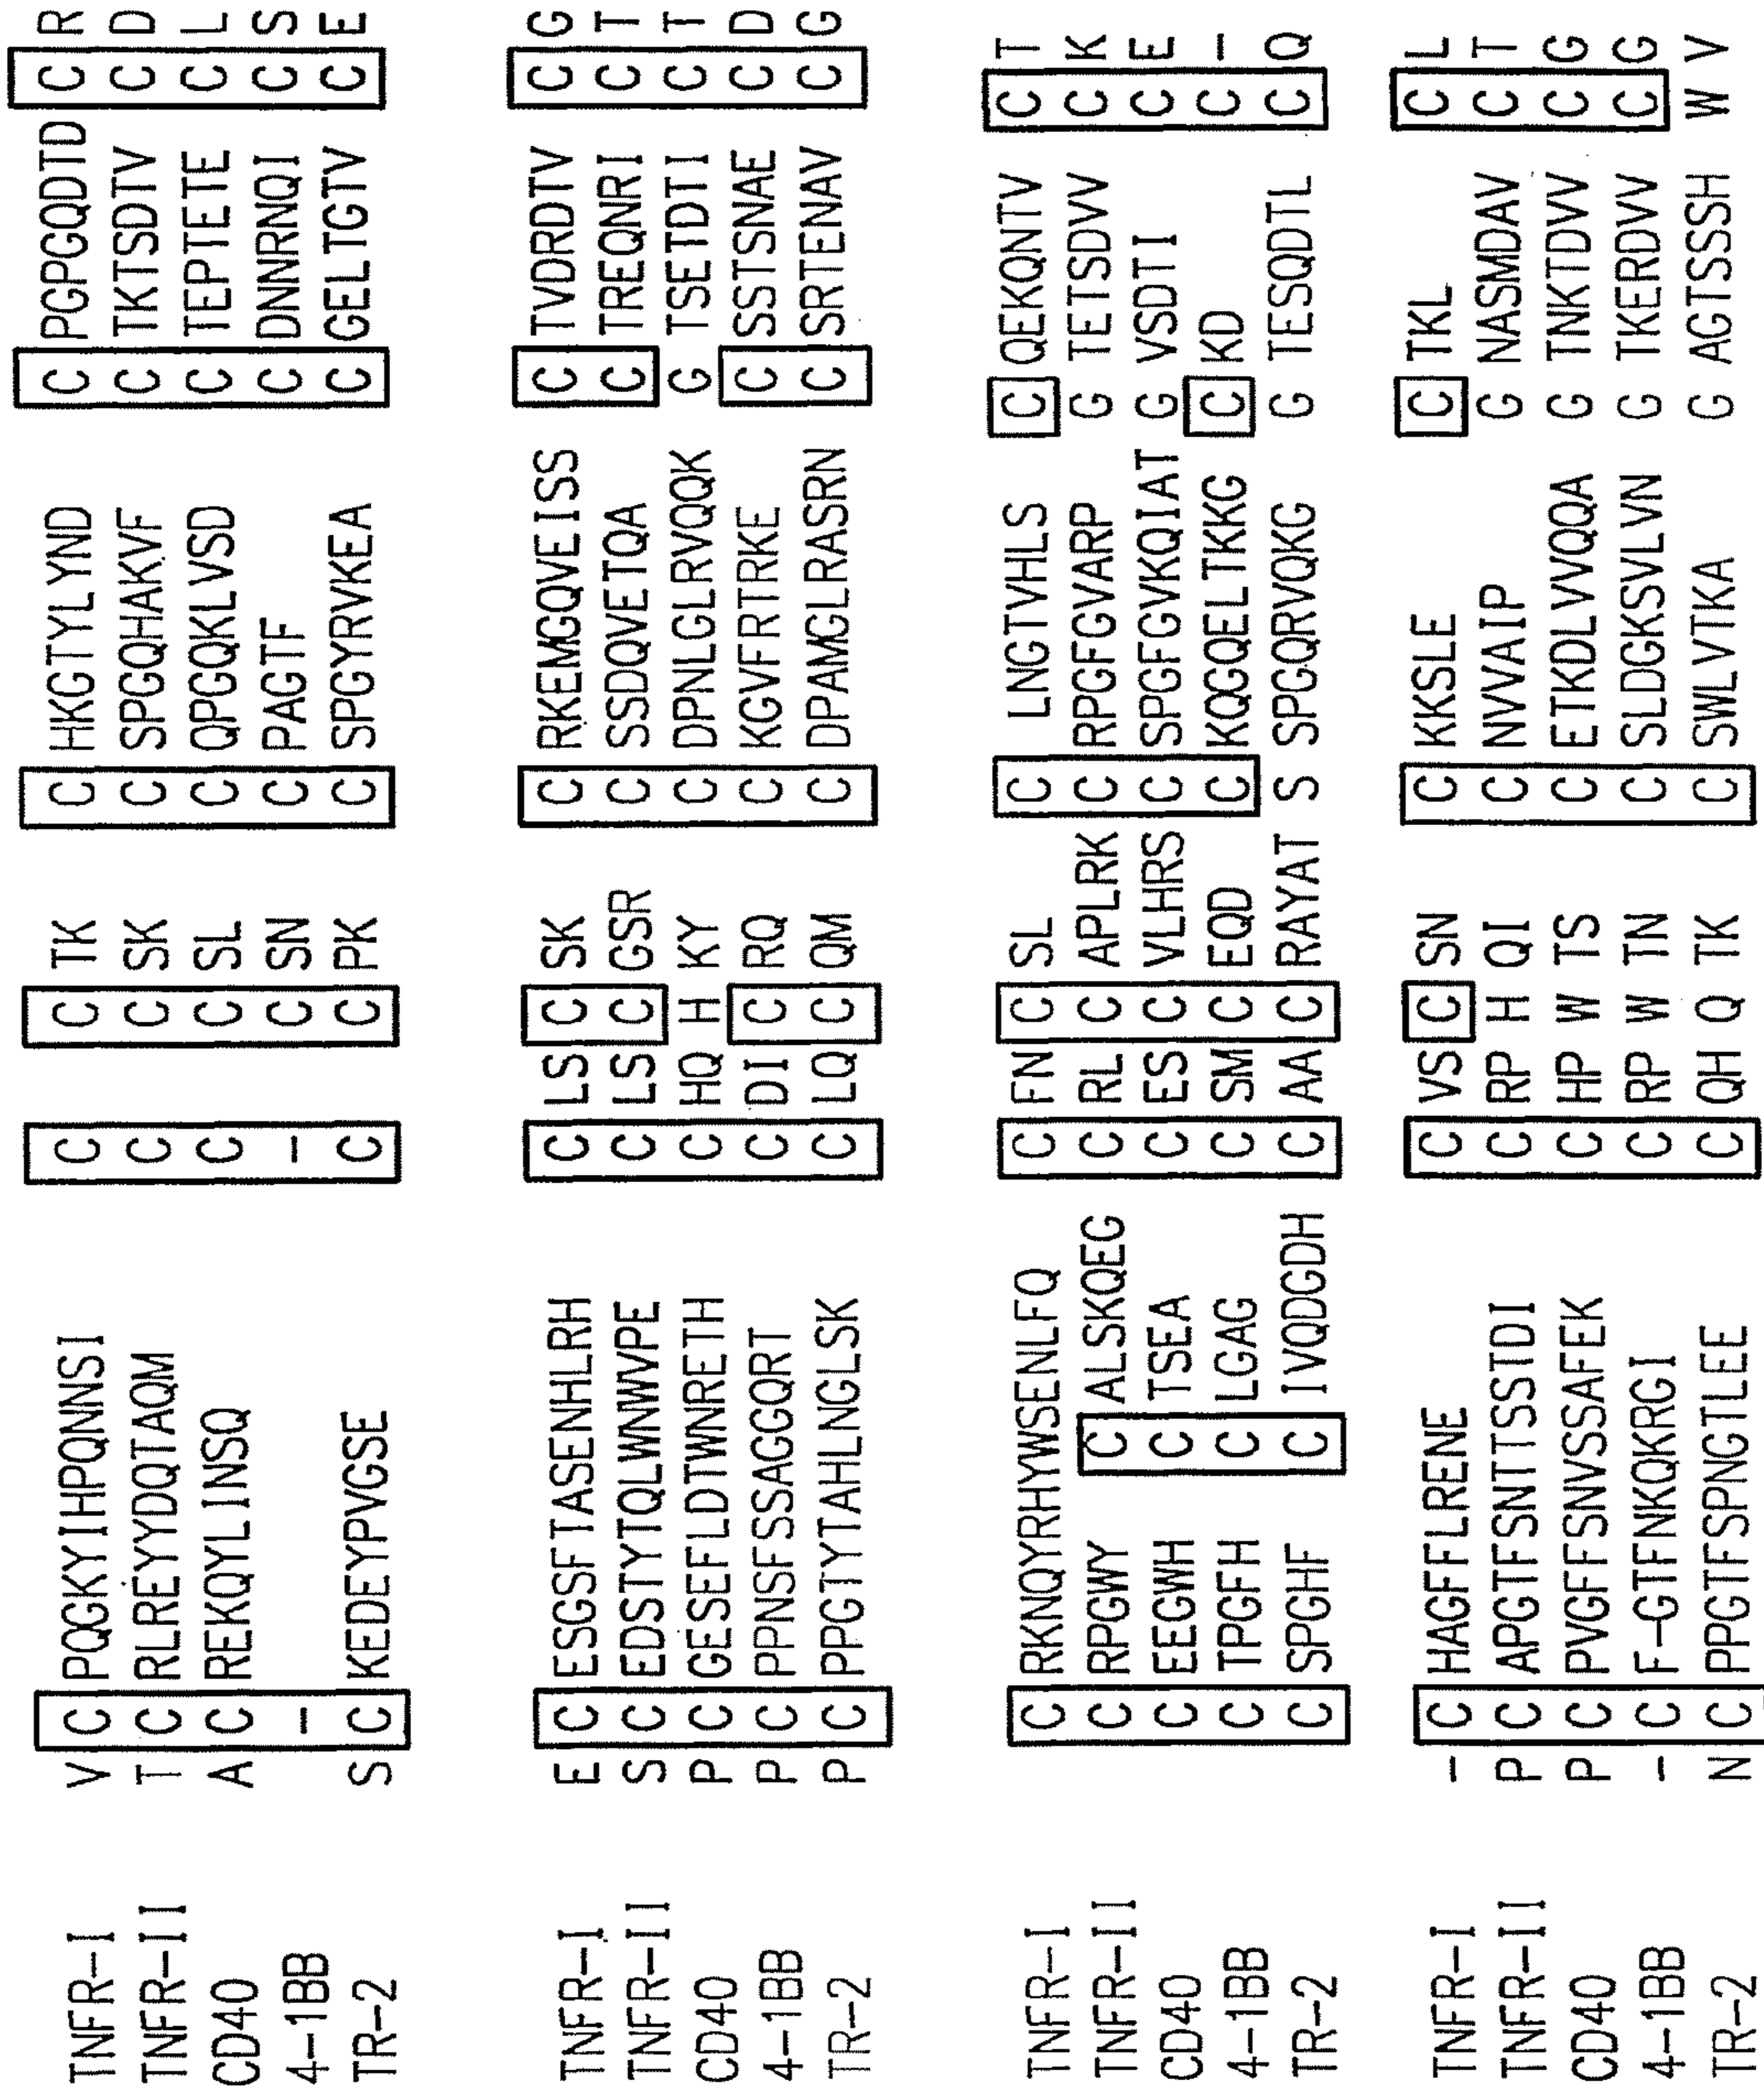 TNFR-I V C PQGKYIHPQNNSI C C TK C HKGTYLYND C PGPGQDTD C R
TNFR-II T C RLREYYDQTAQM C C SK C SPGQHAKVF C TKTSDTV C D
CD40 A C REKQYLINSQ C C SL C QPGQKLVSD C TEPTETE C L
4-1BB - - C SN C PAGTF C DNNRNQI C S
TR-2 S C KEDEYPVGSE C C PK C SPGYRVKEA C GELTGTV C E
TNFR-I E C ESGSFTASENHLRH C LS C SK C RKEMGQVEISS C TVDRDTV C G
TNFR-II S C EDSTYTQLWNWVPE C LS C GSR C SSDQVETQA C TREQNRI C T
CD40 P C GESEFLDTWNRETH C HQ H KY C DPNLGLRVQQK G TSETDTI C T
4-1BB P C PPNSFSSAGGQRT C DI C RQ C KGVFRTRKE C SSTSNAE C D
TR-2 P C PPGTYTAHLNGLSK C LQ C QM C DPAMGLRASRN C SRTENAV C G
TNFR-I C RKNQYRHYWSENLFQ C FN C SL C LNGTVHLS C QEKQNTV C T
TNFR-II C RPGWY C ALSKQEG C RL C APLRK C RPGFGVARP G TETSDVV C K
CD40 C EEGWH C TSEA C ES C VLHRS C SPGFGVKQIAT G VSDTI C E
4-1BB C TPGFH C LGAG C SM C EQD C KQGQELTKKG C KD C -
TR-2 C SPGHF C IVQDGDH C AA C RAYAT S SPGQRVQKG G TESQDTL C Q
TNFR-I - C HAGFFLRENE C VS C SN C KKSLE C TKL C L
TNFR-II P C APGTFSNTTSSTDI C RP H QI C NVVAIP G NASMDAV C T
CD40 P C PVGFFSNVSSAFEK C HP W TS C ETKDLVVQQA G TNKTDVV C G
4-1BB - C F-GTFNKQKRGI C RP W TN C SLDGKSVLVN G TKERDVV C G
TR-2 N C PPGTFSPNGTLEE C QH Q TK C SWLVTKA G AGTSSSH W V